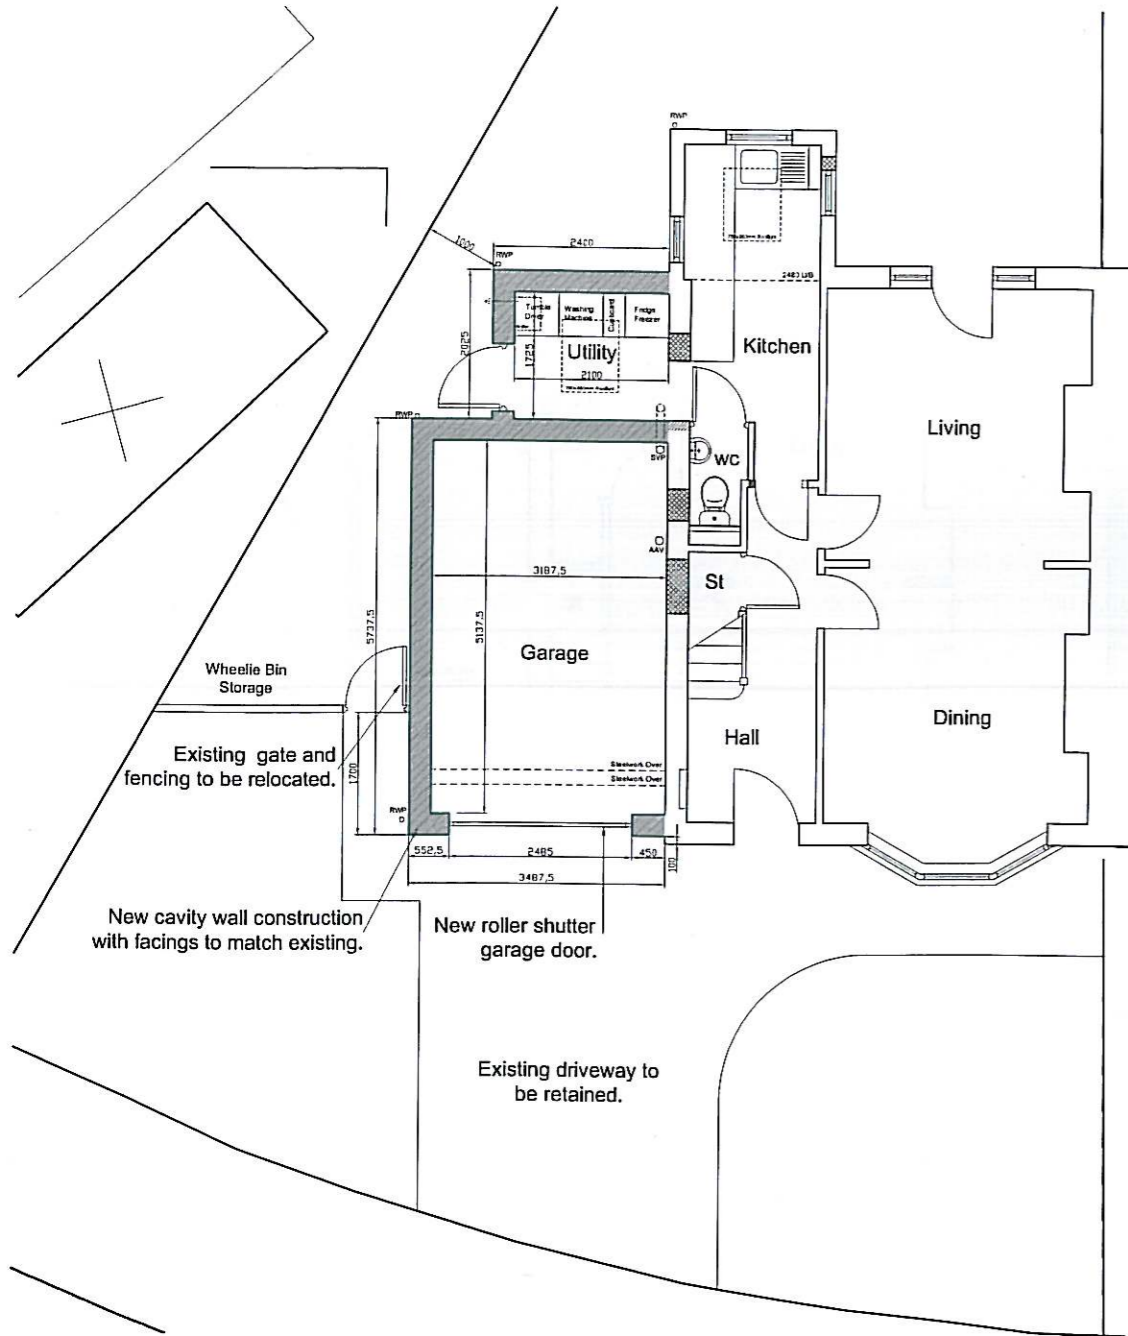 RWP
1000
RWP
2400
2480 U/S
Tumble
Dryer
Washing
Machine
Cupboard
Fridge
Freezer
2025
1725
Utility
2100
Kitchen
RWP
SVP
WC
Living
AAV
3187,5
St
5737,5
5137,5
Garage
Wheelie Bin
Storage
Dining
Hall
Existing gate and
fencing to be relocated.
1700
Steelwork Over
Steelwork Over
RWP
552,5
2485
450
100
3487,5
New cavity wall construction
with facings to match existing.
New roller shutter
garage door.
Existing driveway to
be retained.